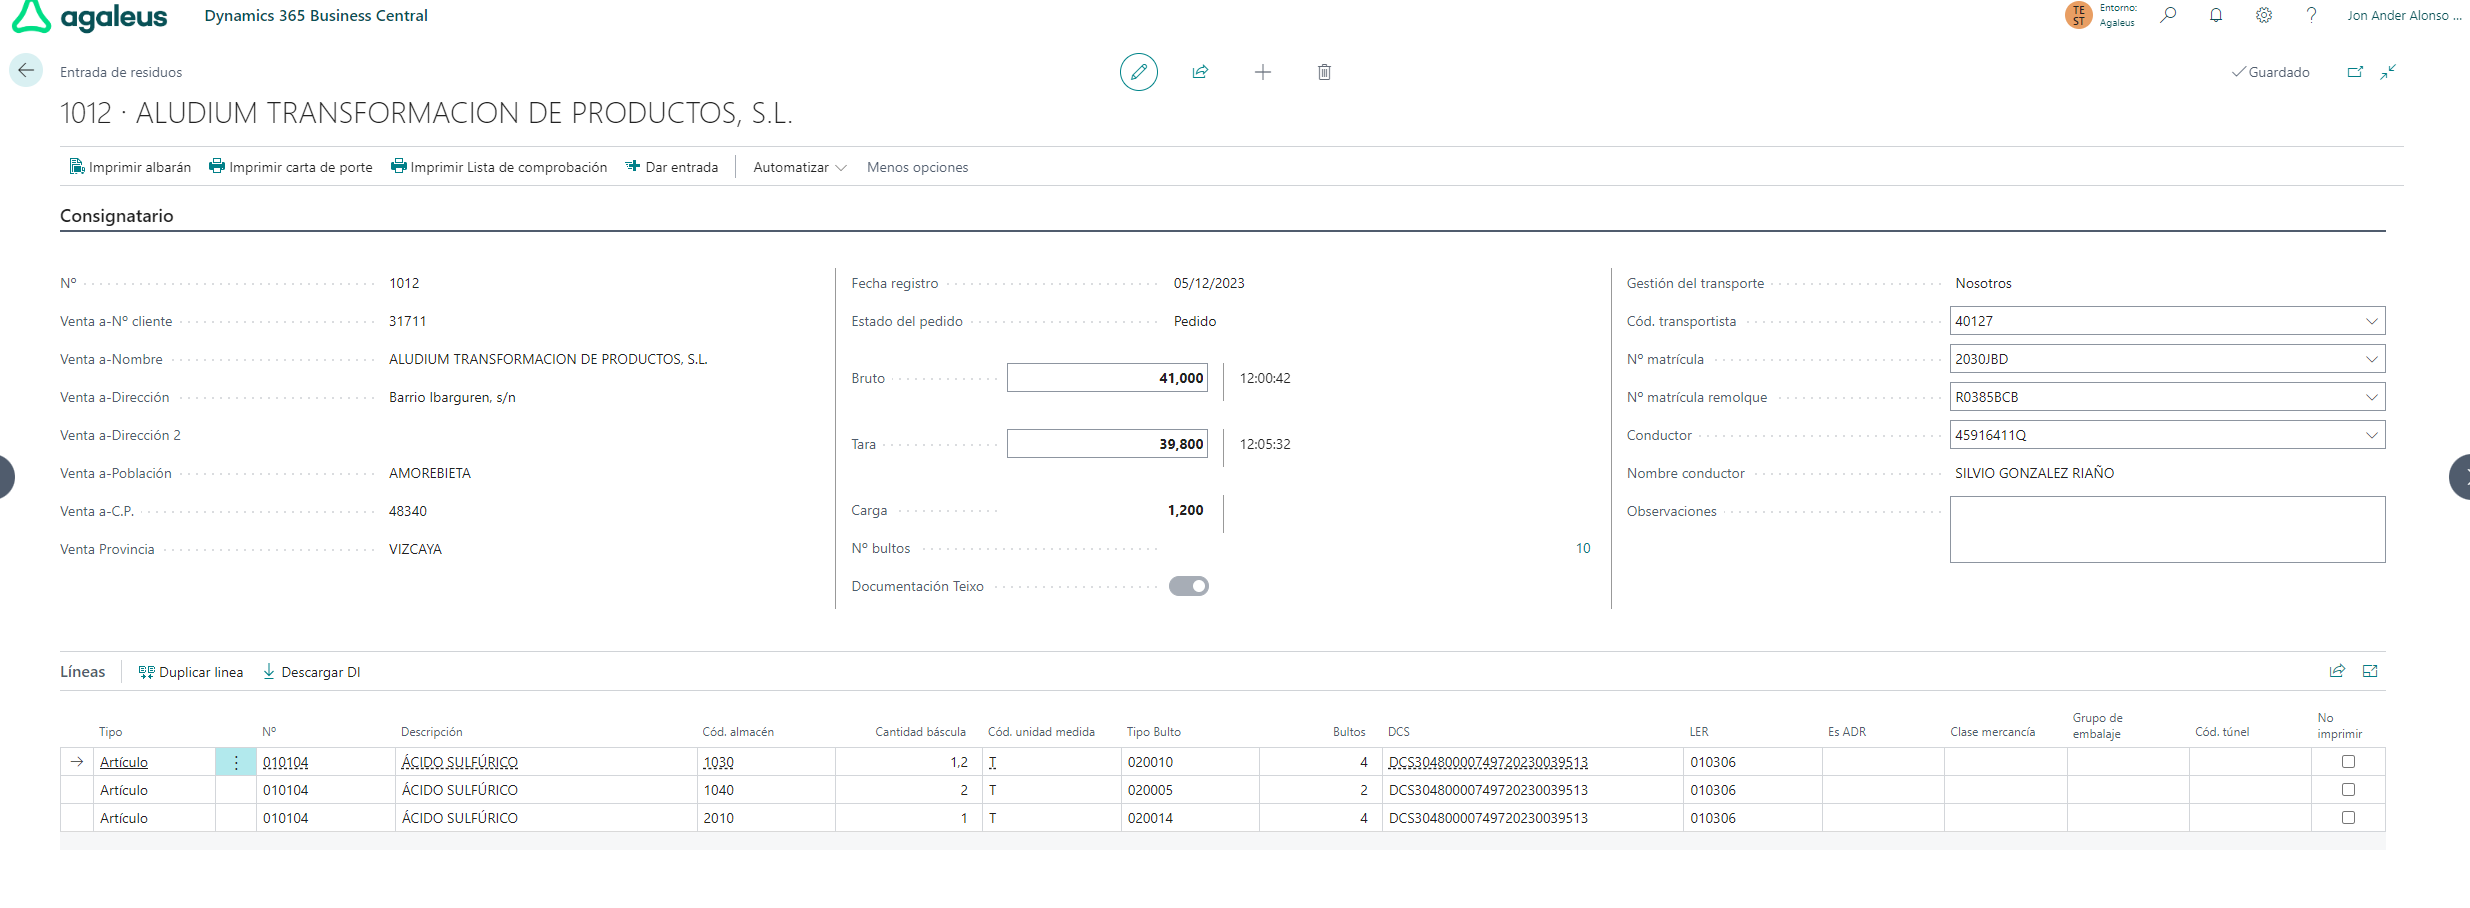 agaleus
Dynamics 365 Business Central
TE
ST
Entorno:
Agaleus
Jon Ander Alonso ...
Entrada de residuos
Guardado
1012 · ALUDIUM TRANSFORMACION DE PRODUCTOS, S.L.
Imprimir albarán Imprimir carta de porte Imprimir Lista de comprobación Dar entrada Automatizar Menos opciones
Consignatario
Nº 1012
Venta a-Nº cliente 31711
Venta a-Nombre ALUDIUM TRANSFORMACION DE PRODUCTOS, S.L.
Venta a-Dirección Barrio Ibarguren, s/n
Venta a-Dirección 2
Venta a-Población AMOREBIETA
Venta a-C.P. 48340
Venta Provincia VIZCAYA
Fecha registro 05/12/2023
Estado del pedido Pedido
Bruto 41,000 12:00:42
Tara 39,800 12:05:32
Carga 1,200
Nº bultos 10
Documentación Teixo
Gestión del transporte Nosotros
Cód. transportista 40127
Nº matrícula 2030JBD
Nº matrícula remolque R0385BCB
Conductor 45916411Q
Nombre conductor SILVIO GONZALEZ RIAÑO
Observaciones
Líneas Duplicar linea Descargar DI
Tipo Nº Descripción Cód. almacén Cantidad báscula Cód. unidad medida Tipo Bulto Bultos DCS LER Es ADR Clase mercancía Grupo de embalaje Cód. túnel No imprimir
Artículo 010104 ÁCIDO SULFÚRICO 1030 1,2 T 020010 4 DCS30480000749720230039513 010306
Artículo 010104 ÁCIDO SULFÚRICO 1040 2 T 020005 2 DCS30480000749720230039513 010306
Artículo 010104 ÁCIDO SULFÚRICO 2010 1 T 020014 4 DCS30480000749720230039513 010306